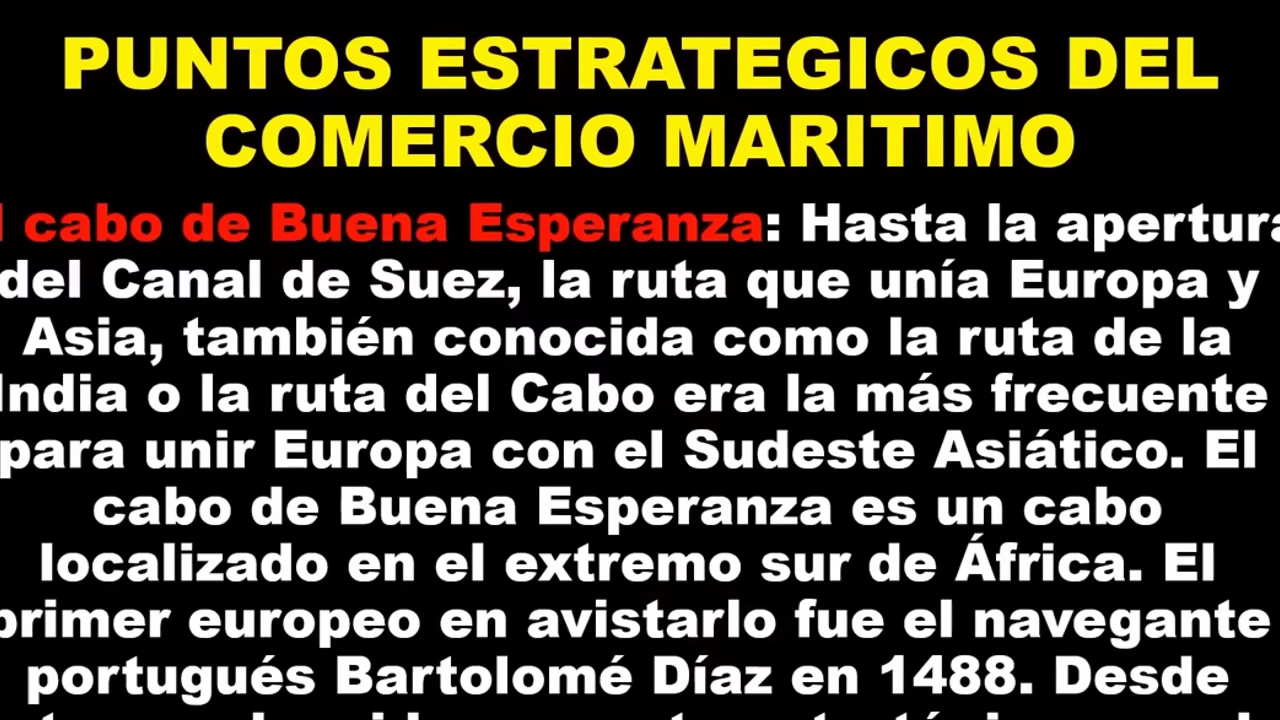 PUNTOS ESTRATEGICOS DEL
COMERCIO MARITIMO
l cabo de Buena Esperanza: Hasta la apertura
del Canal de Suez, la ruta que unía Europa y
Asia, también conocida como la ruta de la
India o la ruta del Cabo era la más frecuente
para unir Europa con el Sudeste Asiático. El
cabo de Buena Esperanza es un cabo
localizado en el extremo sur de África. El
primer europeo en avistarlo fue el navegante
portugués Bartolomé Díaz en 1488. Desde